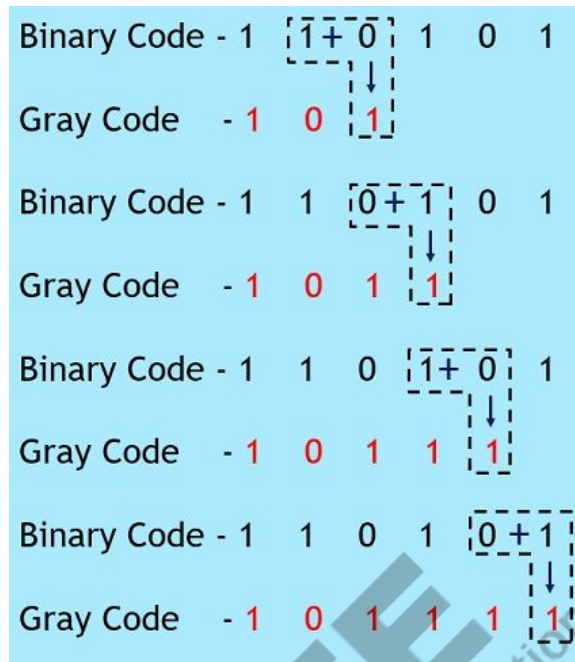 Binary Code - 1 1 + 0 1 0 1
Gray Code - 1 0 1
Binary Code - 1 1 0 + 1 0 1
Gray Code - 1 0 1 1
Binary Code - 1 1 0 1 + 0 1
Gray Code - 1 0 1 1 1
Binary Code - 1 1 0 1 0 + 1
Gray Code - 1 0 1 1 1 1